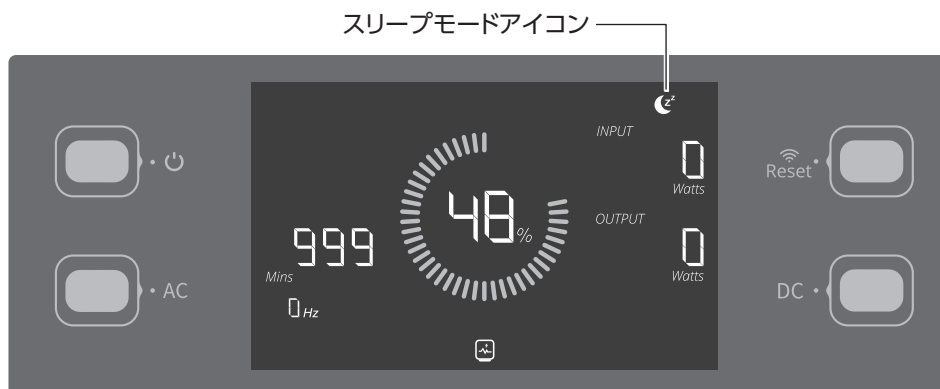 スリープモードアイコン
zz
INPUT
0
Watts
Reset
48%
OUTPUT
999
Mins
0
Watts
AC
0Hz
DC